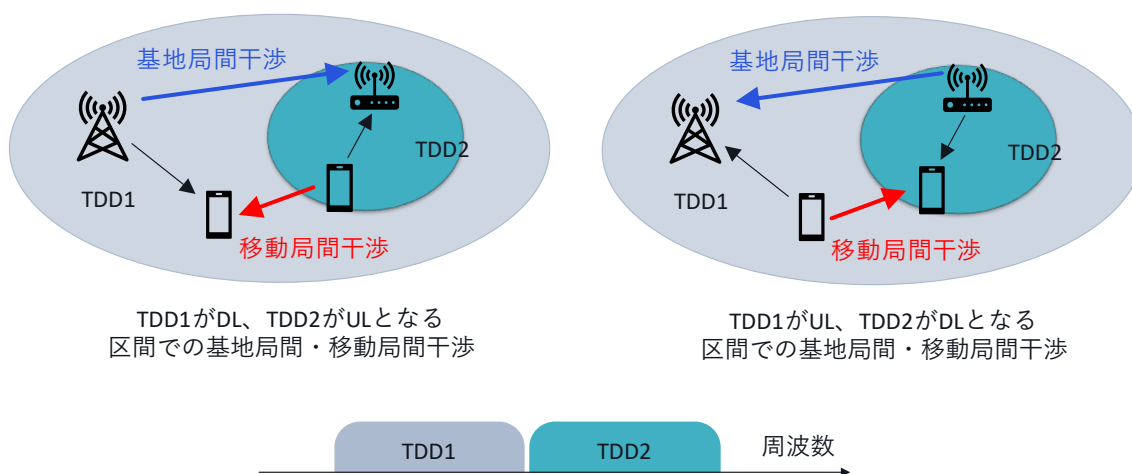 基地局間干渉
TDD2
TDD1
移動局間干渉
TDD1がDL、TDD2がULとなる
区間での基地局間・移動局間干渉
基地局間干渉
TDD2
TDD1
移動局間干渉
TDD1がUL、TDD2がDLとなる
区間での基地局間・移動局間干渉
TDD1
TDD2
周波数